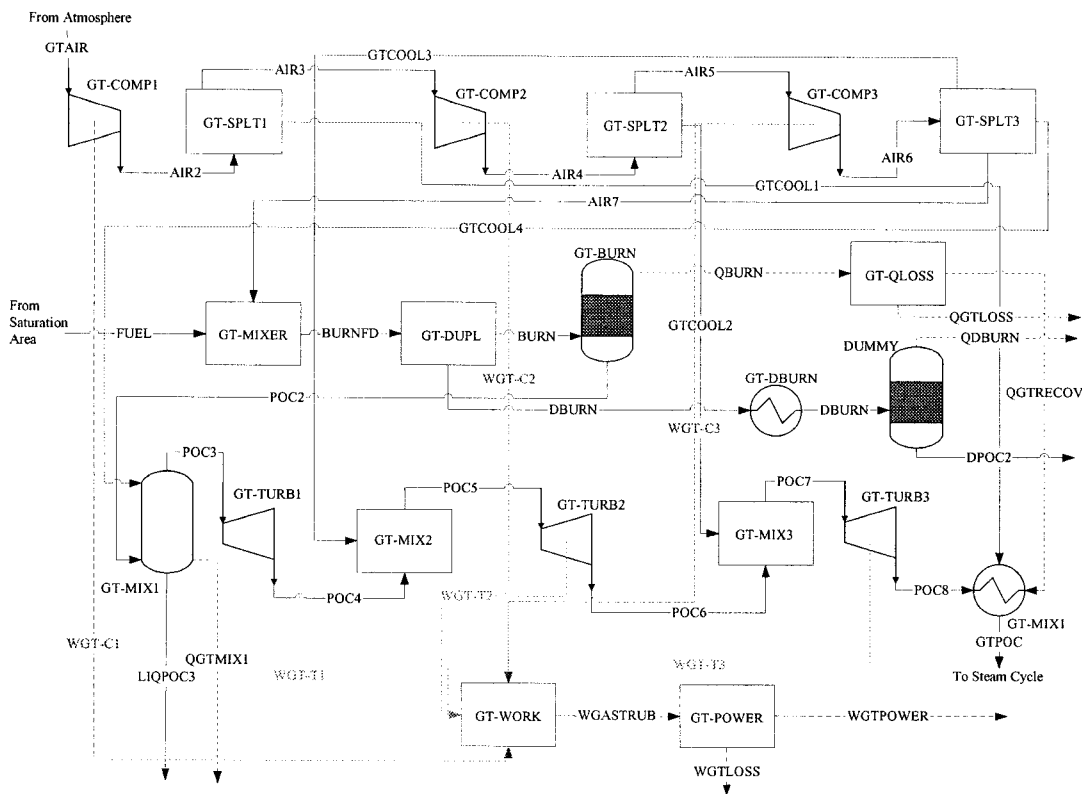 From Atmosphere
GTAIR
GT-COMP1
AIR3
GTCOOL3
GT-SPLT1
AIR2
GT-COMP2
AIR5
GT-SPLT2
AIR4
GT-COMP3
AIR6
GT-SPLT3
GTCOOL1
AIR7
GTCOOL4
GT-BURN
QBURN
GT-QLOSS
QGTLOSS
From
Saturation
Area
FUEL
GT-MIXER
BURNFD
GT-DUPL
BURN
GTCOOL2
QDBURN
DUMMY
WGT-C2
POC2
GT-DBURN
QGTRECOV
DBURN
DBURN
WGT-C3
DPOC2
POC3
GT-TURB1
POC5
GT-TURB2
POC7
GT-TURB3
GT-MIX2
GT-MIX3
GT-MIX1
POC4
WGT-T2
POC6
POC8
GT-MIX1
GTPOC
WGT-C1
QGTMIX1
LIQPOC3
WGT-T1
WGT-T3
To Steam Cycle
GT-WORK
WGASTRUB
GT-POWER
WGTPOWER
WGTLOSS